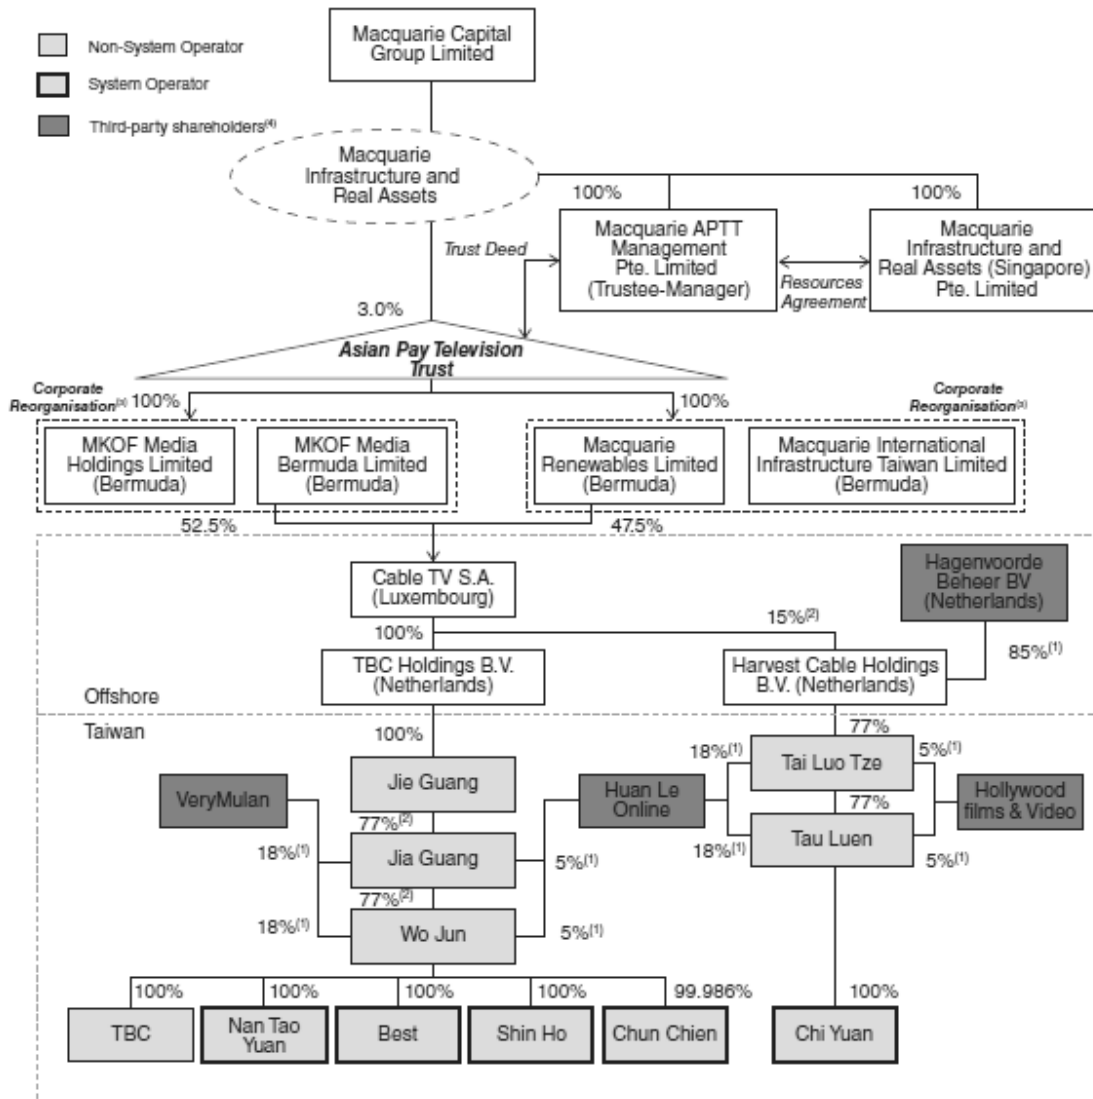 Macquarie Capital
Group Limited
Non-System Operator
System Operator
Third-party shareholders(4)
Macquarie
Infrastructure and
Real Assets
100%
100%
Trust Deed
Macquarie APTT
Management
Pte. Limited
(Trustee-Manager)
Resources
Agreement
Macquarie
Infrastructure and
Real Assets (Singapore)
Pte. Limited
3.0%
Asian Pay Television
Trust
Corporate
Reorganisation(3)
100%
100%
Corporate
Reorganisation(3)
MKOF Media
Holdings Limited
(Bermuda)
MKOF Media
Bermuda Limited
(Bermuda)
Macquarie
Renewables Limited
(Bermuda)
Macquarie International
Infrastructure Taiwan Limited
(Bermuda)
52.5%
47.5%
Cable TV S.A.
(Luxembourg)
Hagenvoorde
Beheer BV
(Netherlands)
100%
15%(2)
85%(1)
TBC Holdings B.V.
(Netherlands)
Harvest Cable Holdings
B.V. (Netherlands)
Offshore
Taiwan
100%
77%
Jie Guang
18%(1)
Tai Luo Tze
5%(1)
VeryMulan
Huan Le
Online
Hollywood
films & Video
77%(2)
77%
18%(1)
Jia Guang
5%(1)
18%(1)
Tau Luen
5%(1)
77%(2)
18%(1)
Wo Jun
5%(1)
100%
100%
100%
100%
99.986%
100%
TBC
Nan Tao
Yuan
Best
Shin Ho
Chun Chien
Chi Yuan